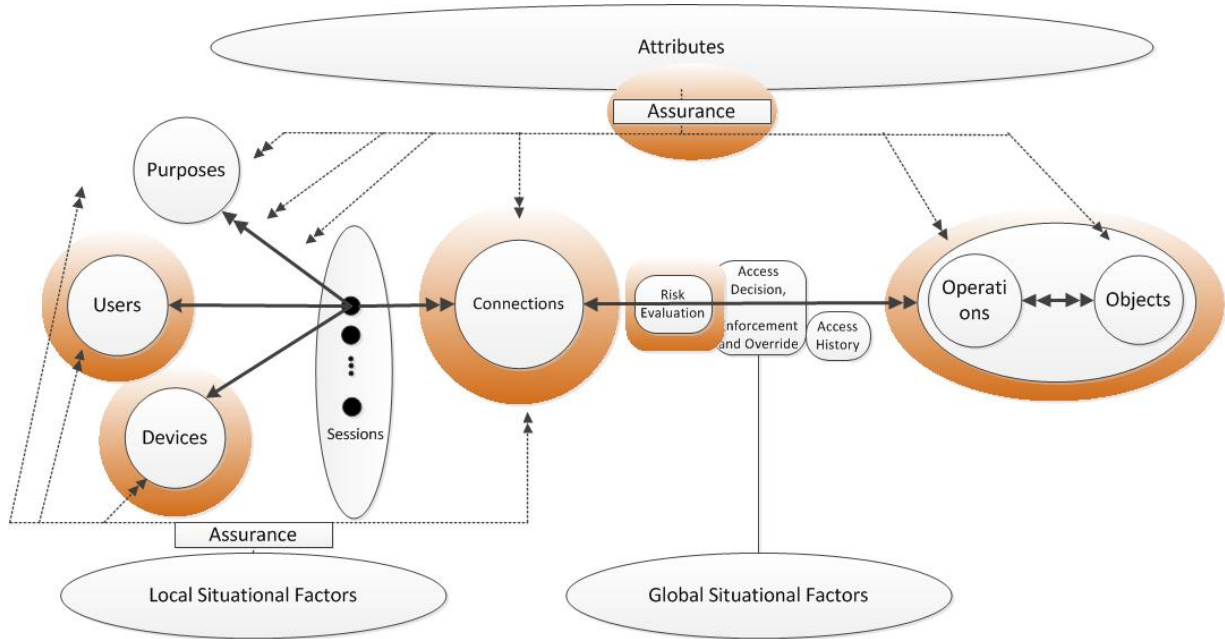 Attributes
Assurance
Purposes
Users
Devices
Sessions
Connections
Risk
Evaluation
Access
Decision,
Enforcement
and Override
Access
History
Operati
ons
Objects
Assurance
Local Situational Factors
Global Situational Factors